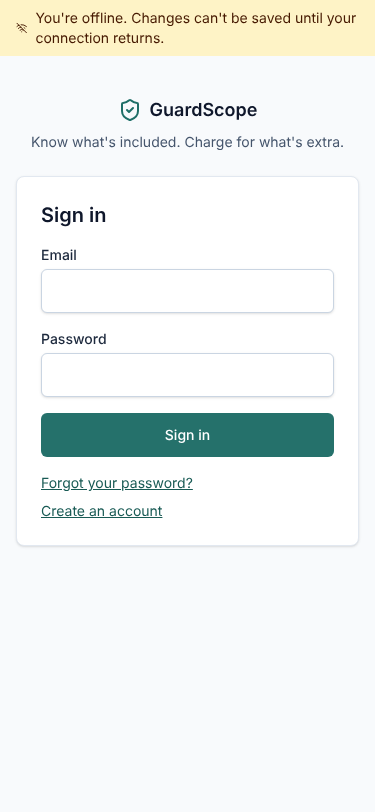 You're offline. Changes can't be saved until your
connection returns.
GuardScope
Know what's included. Charge for what's extra.
Sign in
Email
Password
Sign in
Forgot your password?
Create an account